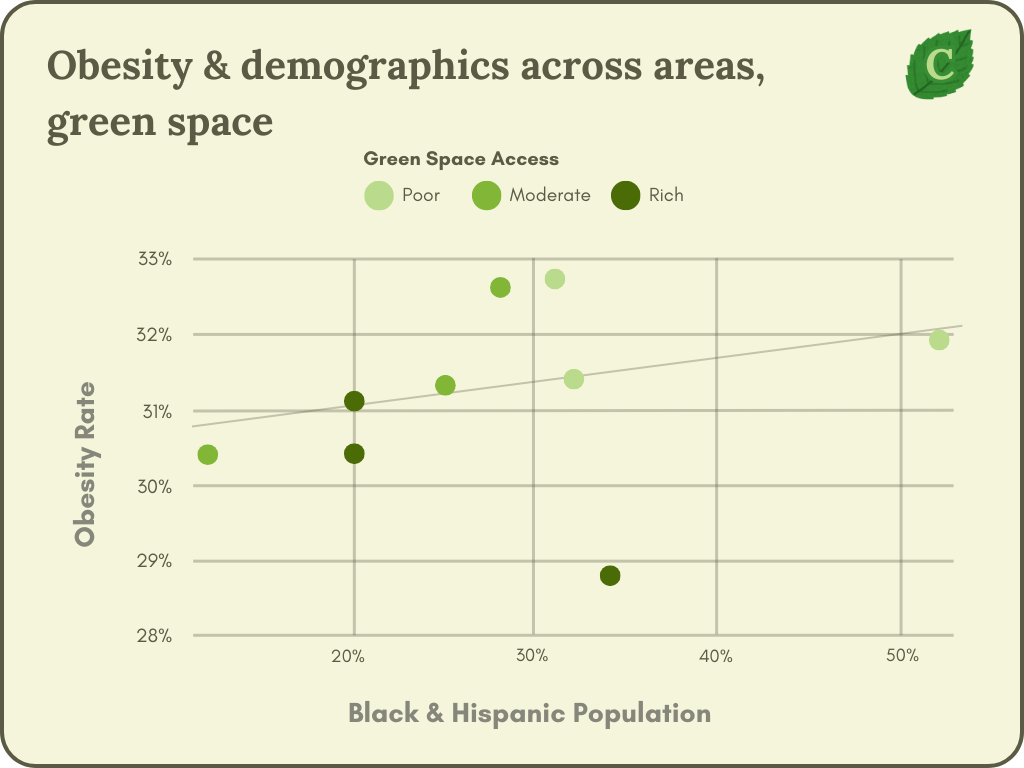 Obesity & demographics across areas,
green space
C
Green Space Access
Poor Moderate Rich
33%
32%
31%
30%
29%
28%
Obesity Rate
20% 30% 40% 50%
Black & Hispanic Population